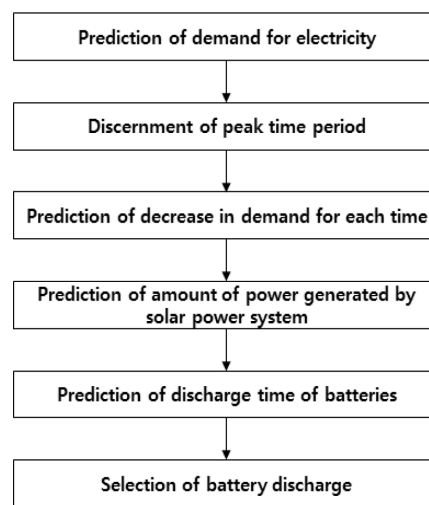 Prediction of demand for electricity
Discernment of peak time period
Prediction of decrease in demand for each time
Prediction of amount of power generated by
solar power system
Prediction of discharge time of batteries
Selection of battery discharge